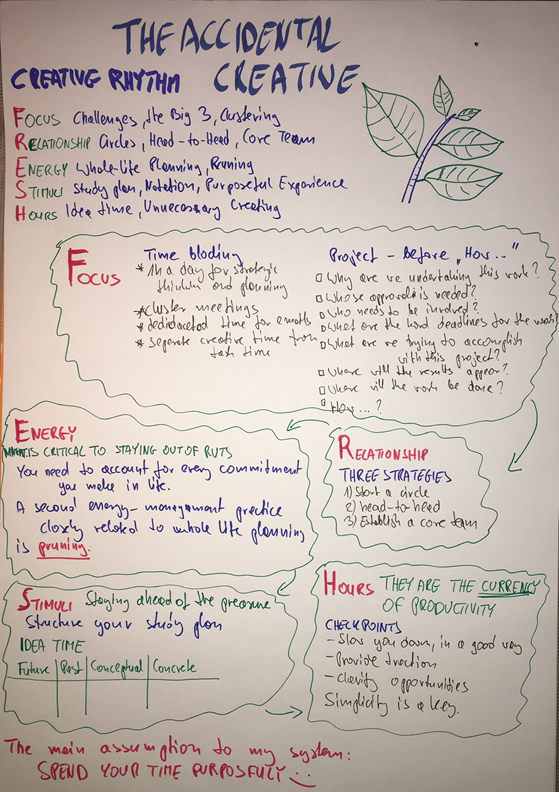 THE ACCIDENTAL
CREATIVE RHYTHM CREATIVE
FOCUS Challenges, the Big 3, Clustering
RELATIONSHIP Circles, Head-to-Head, Core Team
ENERGY Whole-life Planning, Pruning
STIMULI Study plan, Notation, Purposeful Experience
HOURS Idea time, Unnecessary Creating
FOCUS
Time blocking
* 1h a day for strategic
thinking and planning
* cluster meetings
* dedidacated time for emails
* separate creative time from
task time
Project - before „How..."
Why are we undertaking this work?
Whose approval is needed?
Who needs to be involved?
What are the hard deadlines for the work?
What are we trying to accomplish
with this project?
Where will the results appear?
Where will the work be done?
How...?
ENERGY
IS CRITICAL TO STAYING OUT OF RUTS
You need to account for every commitment
you make in life.
A second energy-management practice
closely related to whole life planning
is pruning.
RELATIONSHIP
THREE STRATEGIES
1) Start a circle
2) head-to-head
3) Establish a core team
STIMULI Staying ahead of the pressure
Structure your study plan
IDEA TIME
Future | Past | Conceptual | Concrete
HOURS THEY ARE THE CURRENCY
OF PRODUCTIVITY
CHECKPOINTS
- Slow you down, in a good way
- Provide traction
- clarify opportunities
Simplicity is a key.
The main assumption to my system:
SPEND YOUR TIME PURPOSFULLY